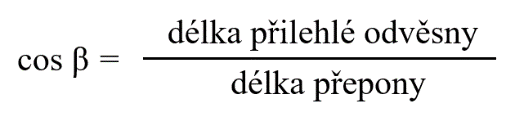 délka přilehlé odvěsny
cos β =
délka přepony